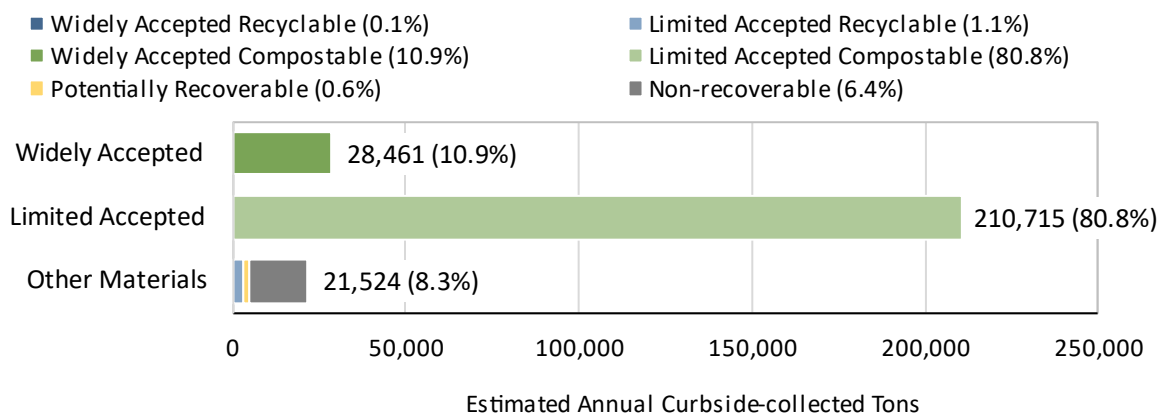 Widely Accepted Recyclable (0.1%) Limited Accepted Recyclable (1.1%)
Widely Accepted Compostable (10.9%) Limited Accepted Compostable (80.8%)
Potentially Recoverable (0.6%) Non-recoverable (6.4%)
Widely Accepted 28,461 (10.9%)
Limited Accepted 210,715 (80.8%)
Other Materials 21,524 (8.3%)
0 50,000 100,000 150,000 200,000 250,000
Estimated Annual Curbside-collected Tons